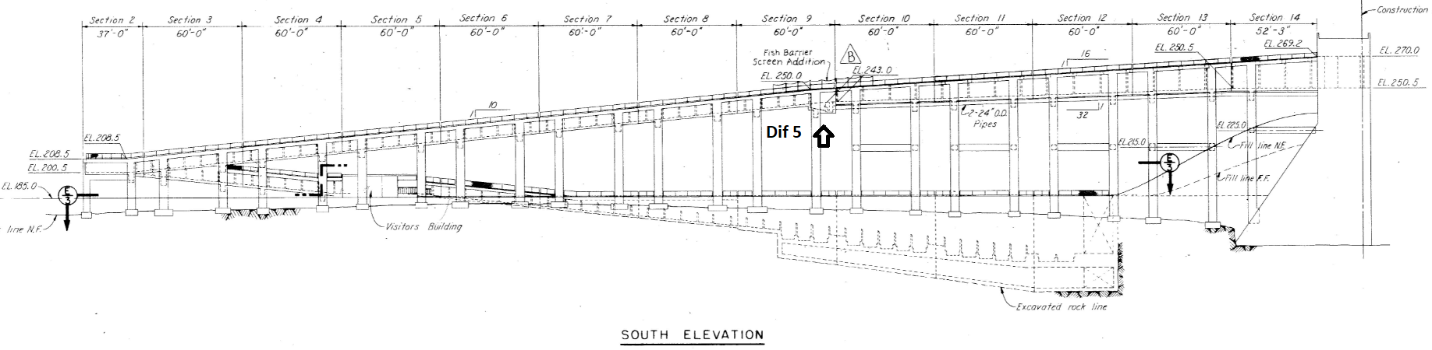 Construction
Section 2
37'-0"
Section 3
60'-0"
Section 4
60'-0"
Section 5
60'-0"
Section 6
60'-0"
Section 7
60'-0"
Section 8
60'-0"
Section 9
60'-0"
Section 10
60'-0"
Section 11
60'-0"
Section 12
60'-0"
Section 13
60'-0"
Section 14
52'-3"
Fish Barrier
Screen Addition
B
EL. 250.0
EL. 243.0
16
EL. 250.5
EL. 269.2
EL. 270.0
EL. 250.5
10
2-24" O.D.
Pipes
32
Dif 5
EL. 208.5
EL. 208.5
EL. 200.5
EL. 185.0
EL. 215.0
EL. 225.0
Fill line N.F.
Fill line F.F.
line N.F.
Visitors Building
Excavated rock line
SOUTH ELEVATION